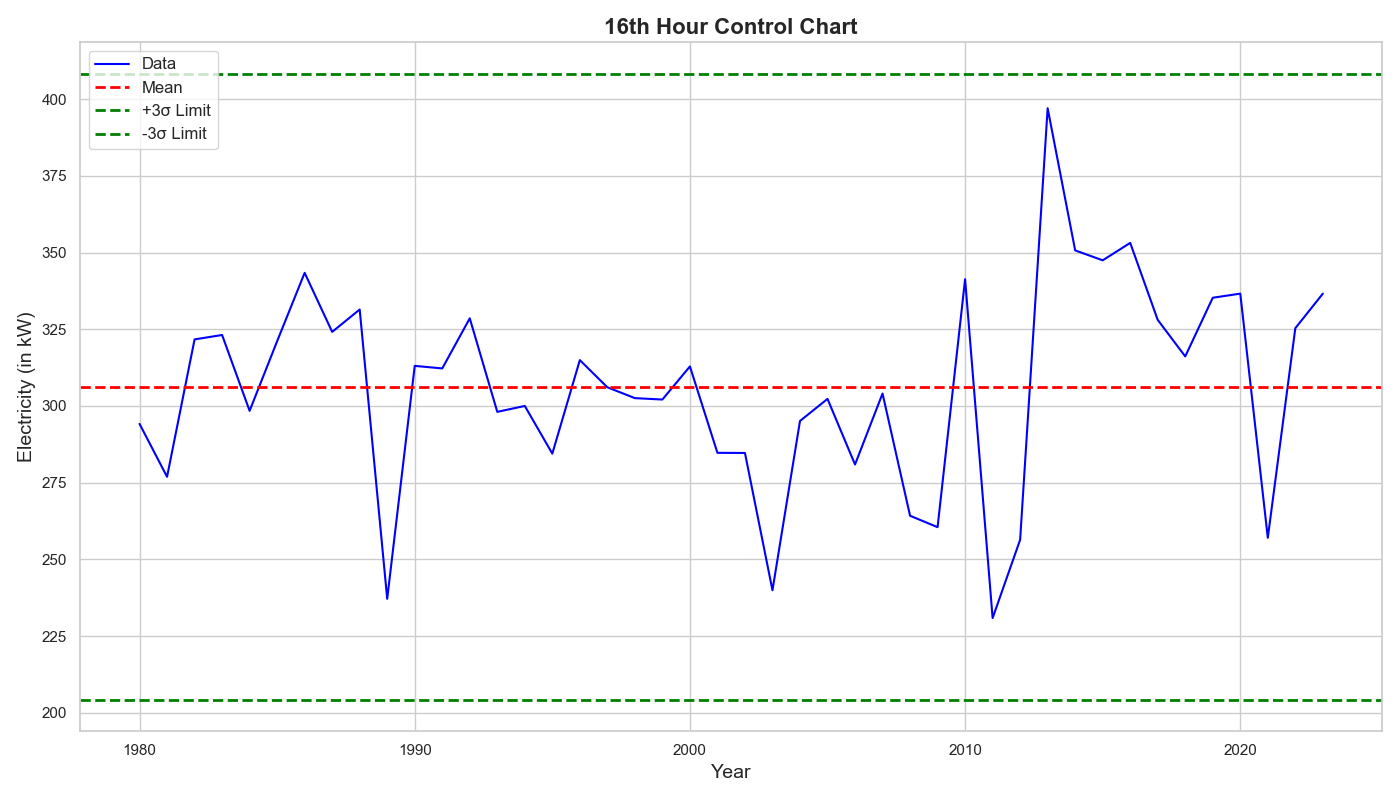 16th Hour Control Chart
Data
Mean
+3σ Limit
-3σ Limit
Electricity (in kW)
400
375
350
325
300
275
250
225
200
1980
1990
2000
2010
2020
Year